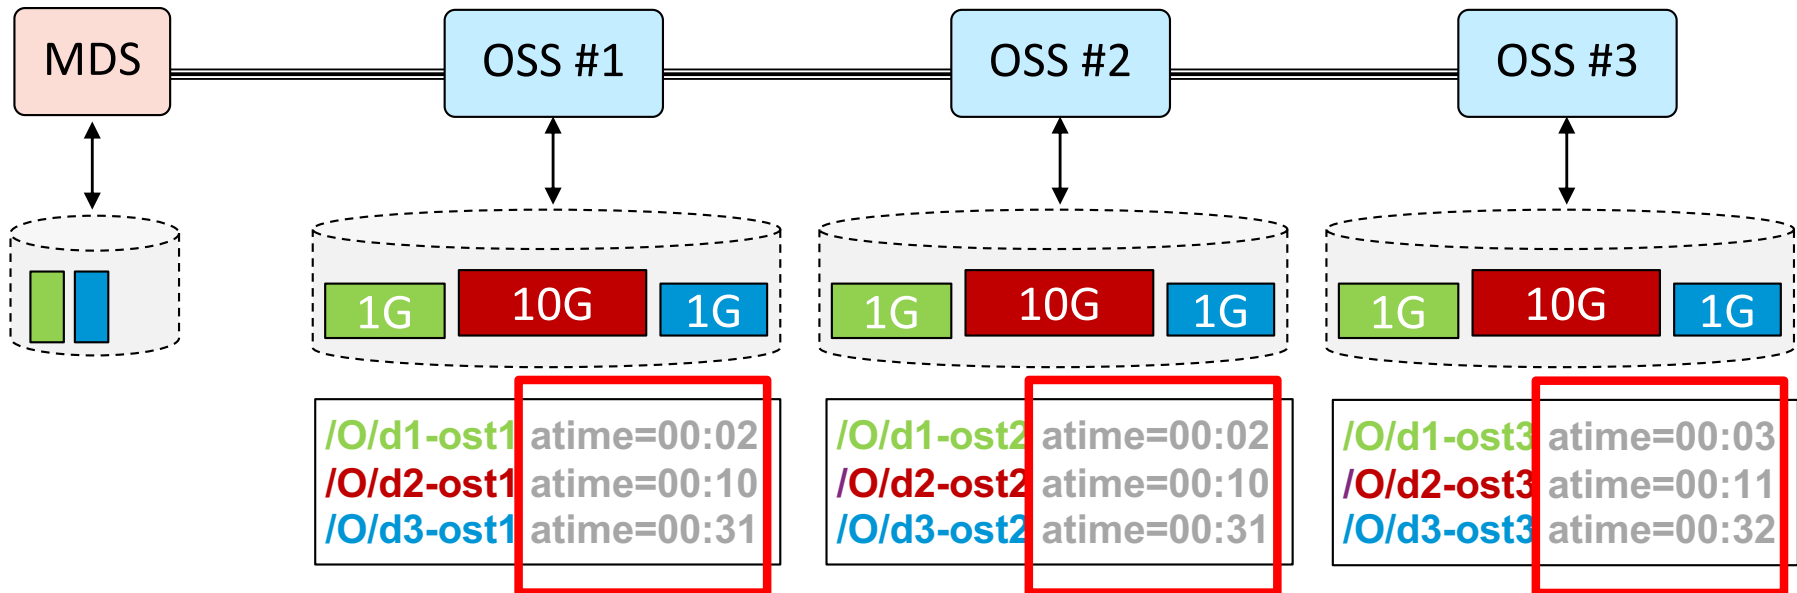 MDS
OSS #1
OSS #2
OSS #3
1G
10G
1G
1G
10G
1G
1G
10G
1G
/O/d1-ost1 atime=00:02
/O/d2-ost1 atime=00:10
/O/d3-ost1 atime=00:31
/O/d1-ost2 atime=00:02
/O/d2-ost2 atime=00:10
/O/d3-ost2 atime=00:31
/O/d1-ost3 atime=00:03
/O/d2-ost3 atime=00:11
/O/d3-ost3 atime=00:32